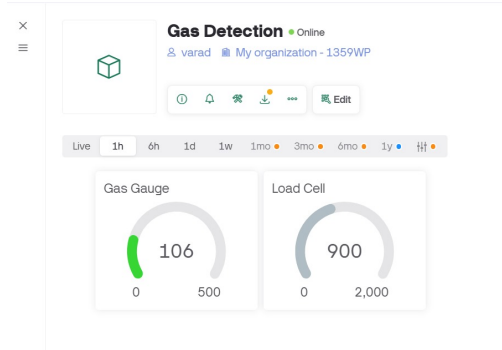 Gas Detection Online
varad My organization - 1359WP
Edit
Live 1h 6h 1d 1w 1mo 3mo 6mo 1y
Gas Gauge
106
0 500
Load Cell
900
0 2,000